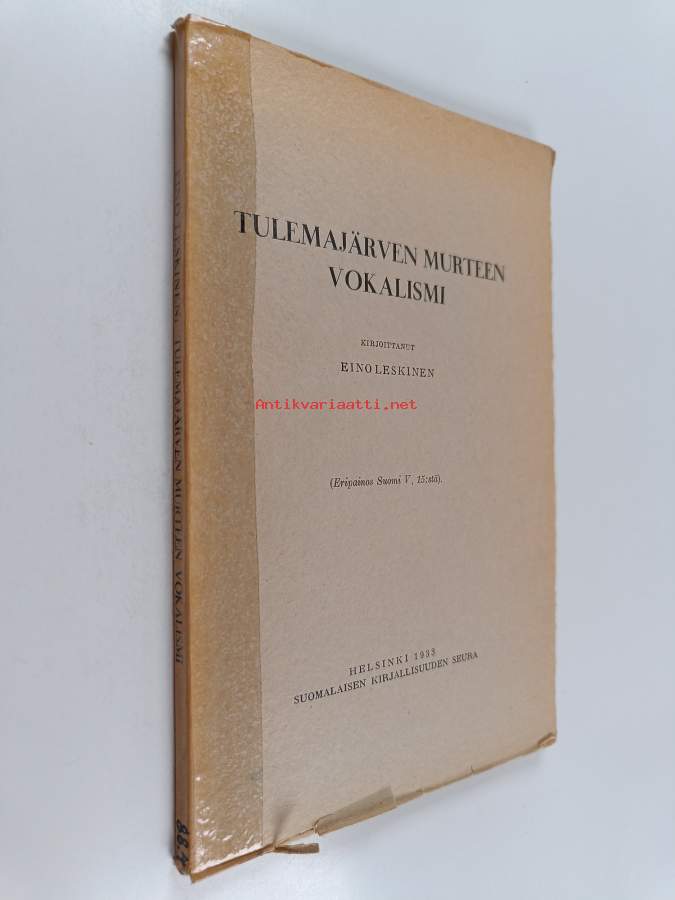 TULEMAJÄRVEN MURTEEN
VOKALISMI
KIRJOITTANUT
EINO LESKINEN
Antikvariaatti.net
(Eripainos Suomi V, 15:stä).
HELSINKI 1933
SUOMALAISEN KIRJALLISUUDEN SEURA
LESKINEN: TULEMAJÄRVEN MURTEEN VOKALISMI